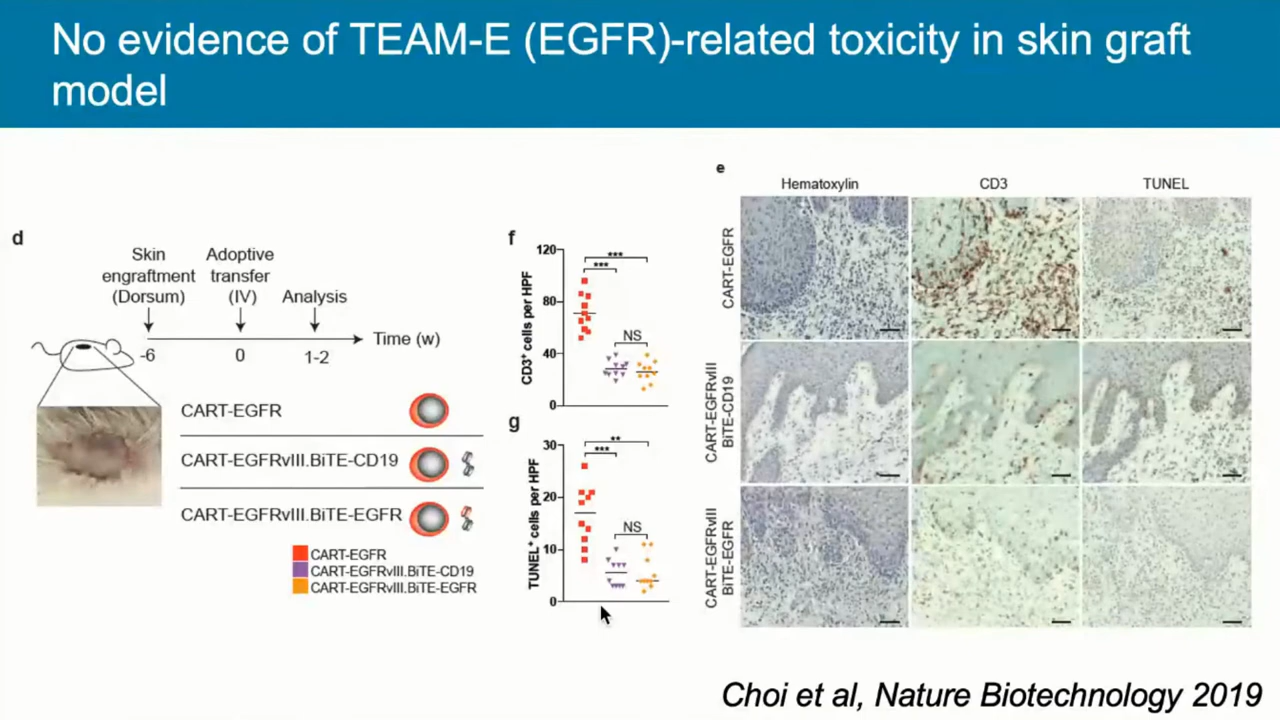 No evidence of TEAM-E (EGFR)-related toxicity in skin graft
model
d
Skin
engraftment
(Dorsum)
Adoptive
transfer
(IV)
Analysis
Time (w)
-6
0
1-2
CART-EGFR
CART-EGFRvIII.BiTE-CD19
CART-EGFRvIII.BiTE-EGFR
CART-EGFR
CART-EGFRvIII.BiTE-CD19
CART-EGFRvIII.BiTE-EGFR
f
CD3+ cells per HPF
120
80
40
0
***
***
NS
g
TUNEL+ cells per HPF
30
20
10
0
**
***
NS
e
Hematoxylin
CD3
TUNEL
CART-EGFR
CART-EGFRvIII
BiTE-CD19
CART-EGFRvIII
BiTE-EGFR
Choi et al, Nature Biotechnology 2019